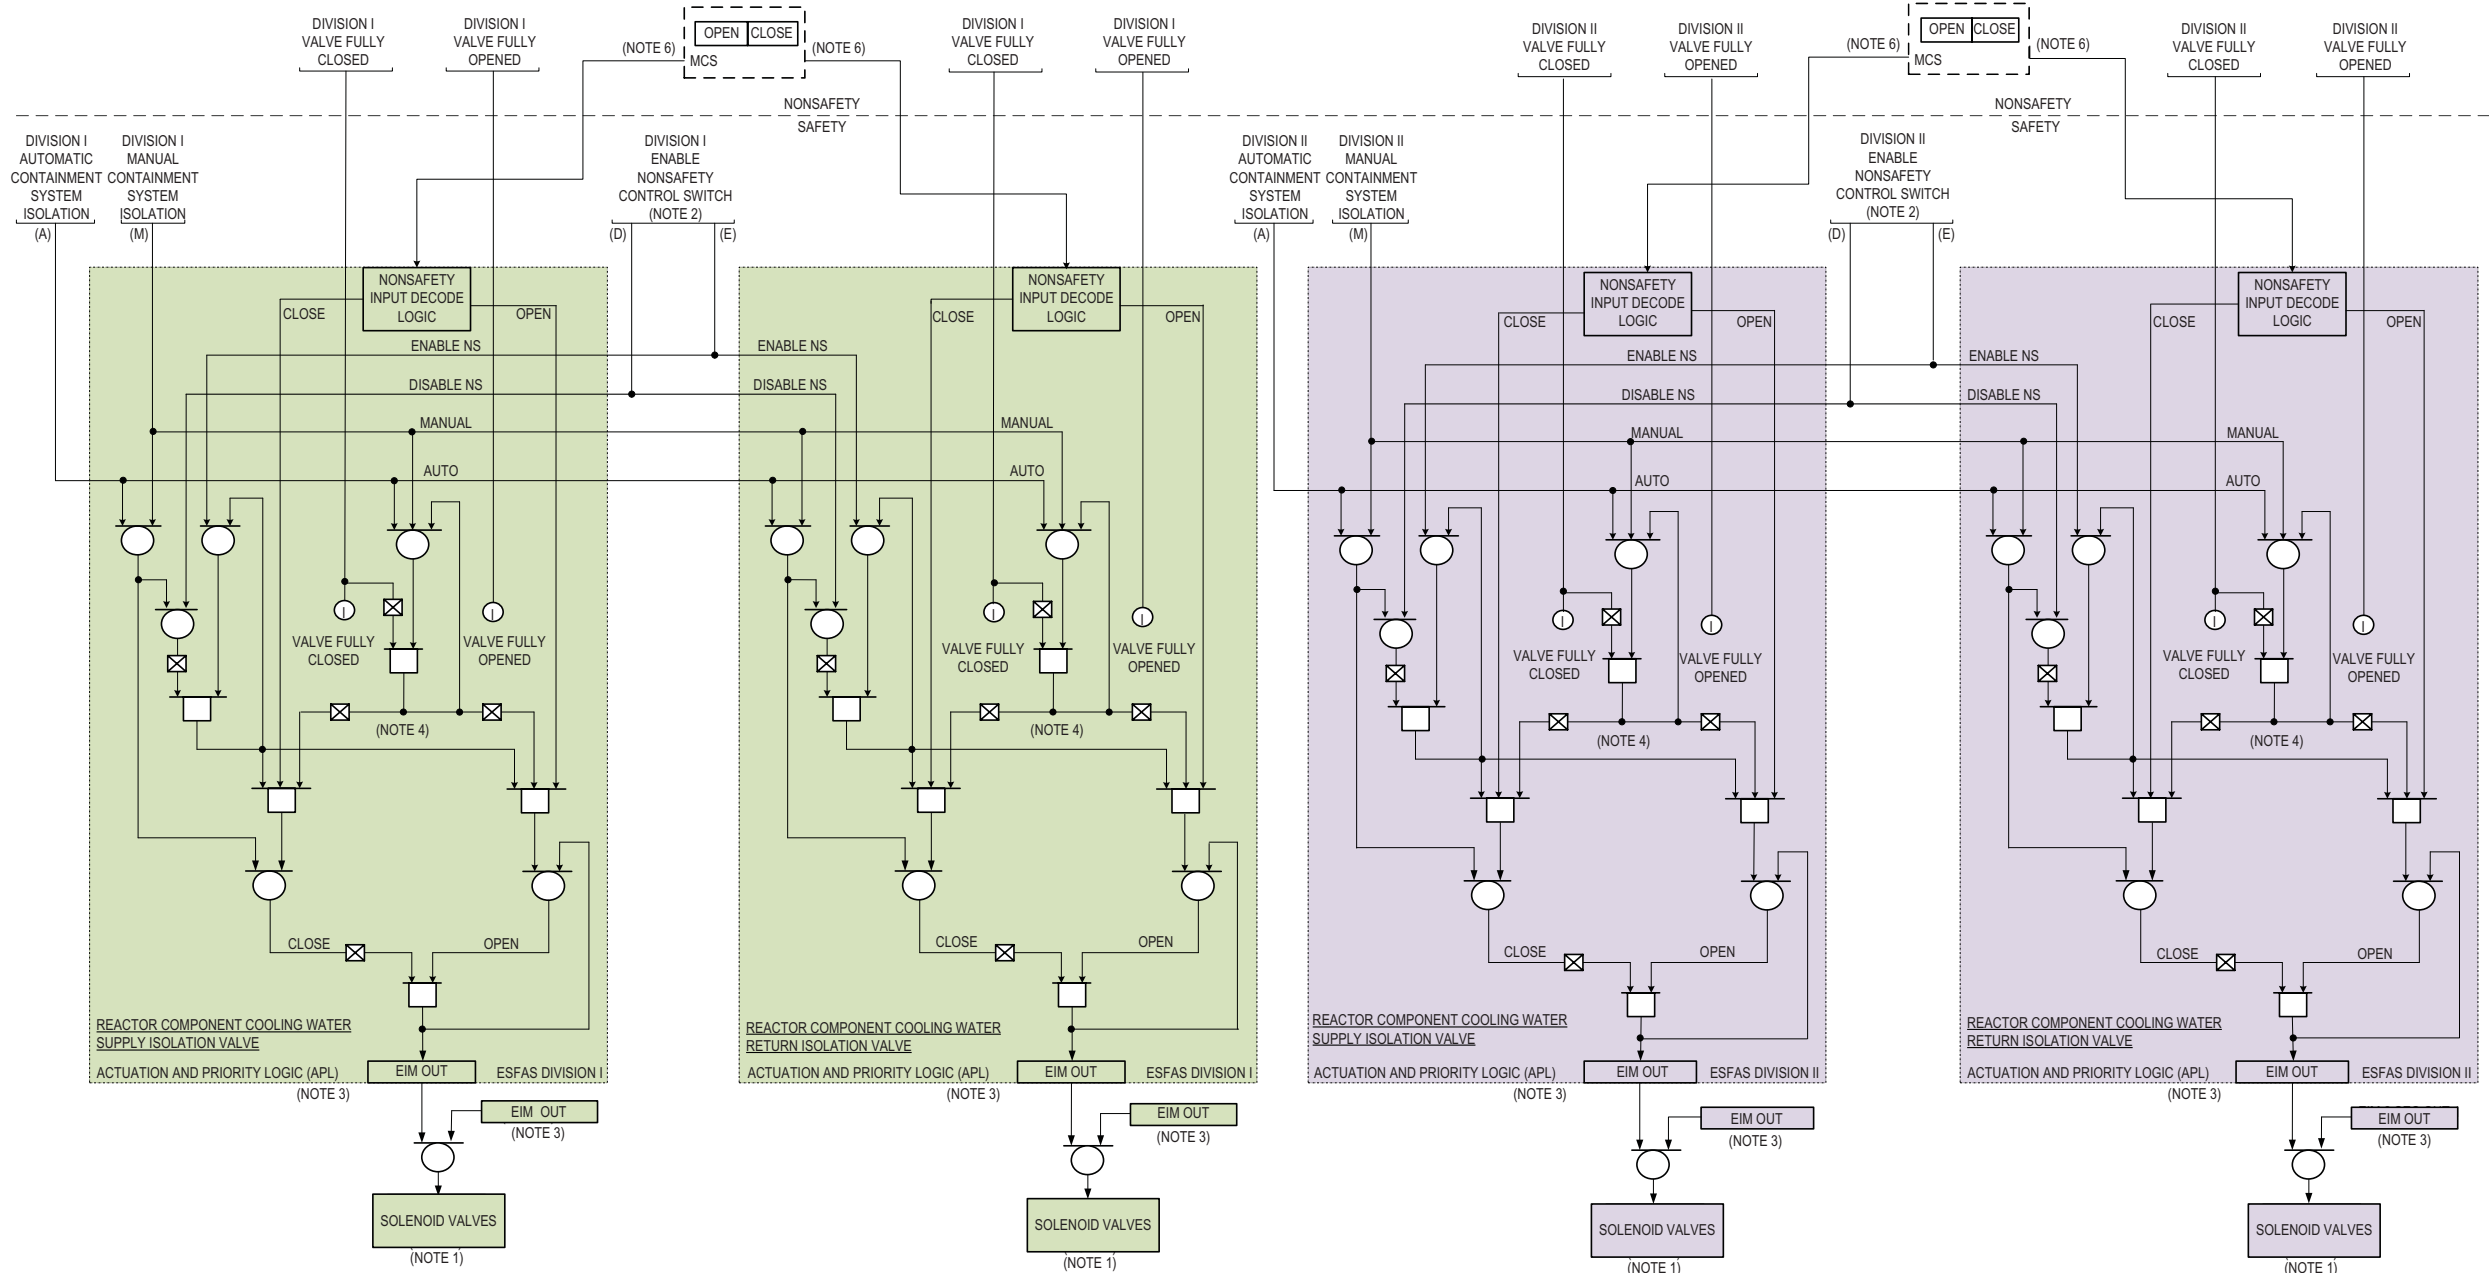 DIVISION I
VALVE FULLY
CLOSED
DIVISION I
VALVE FULLY
OPENED
(NOTE 6)
OPEN
CLOSE
MCS
(NOTE 6)
DIVISION I
VALVE FULLY
CLOSED
DIVISION I
VALVE FULLY
OPENED
DIVISION II
VALVE FULLY
CLOSED
DIVISION II
VALVE FULLY
OPENED
(NOTE 6)
OPEN
CLOSE
MCS
(NOTE 6)
DIVISION II
VALVE FULLY
CLOSED
DIVISION II
VALVE FULLY
OPENED
NONSAFETY
SAFETY
NONSAFETY
SAFETY
DIVISION I
AUTOMATIC
CONTAINMENT
SYSTEM
ISOLATION
(A)
DIVISION I
MANUAL
CONTAINMENT
SYSTEM
ISOLATION
(M)
DIVISION I
ENABLE
NONSAFETY
CONTROL SWITCH
(NOTE 2)
(D)
(E)
DIVISION II
AUTOMATIC
CONTAINMENT
SYSTEM
ISOLATION
(A)
DIVISION II
MANUAL
CONTAINMENT
SYSTEM
ISOLATION
(M)
DIVISION II
ENABLE
NONSAFETY
CONTROL SWITCH
(NOTE 2)
(D)
(E)
NONSAFETY
INPUT DECODE
LOGIC
CLOSE
OPEN
ENABLE NS
DISABLE NS
MANUAL
AUTO
VALVE FULLY
CLOSED
VALVE FULLY
OPENED
(NOTE 4)
CLOSE
OPEN
REACTOR COMPONENT COOLING WATER
SUPPLY ISOLATION VALVE
ACTUATION AND PRIORITY LOGIC (APL)
EIM OUT
ESFAS DIVISION I
(NOTE 3)
EIM OUT
(NOTE 3)
SOLENOID VALVES
(NOTE 1)
NONSAFETY
INPUT DECODE
LOGIC
CLOSE
OPEN
ENABLE NS
DISABLE NS
MANUAL
AUTO
VALVE FULLY
CLOSED
VALVE FULLY
OPENED
(NOTE 4)
CLOSE
OPEN
REACTOR COMPONENT COOLING WATER
RETURN ISOLATION VALVE
ACTUATION AND PRIORITY LOGIC (APL)
EIM OUT
ESFAS DIVISION I
(NOTE 3)
EIM OUT
(NOTE 3)
SOLENOID VALVES
(NOTE 1)
NONSAFETY
INPUT DECODE
LOGIC
CLOSE
OPEN
ENABLE NS
DISABLE NS
MANUAL
AUTO
VALVE FULLY
CLOSED
VALVE FULLY
OPENED
(NOTE 4)
CLOSE
OPEN
REACTOR COMPONENT COOLING WATER
SUPPLY ISOLATION VALVE
ACTUATION AND PRIORITY LOGIC (APL)
EIM OUT
ESFAS DIVISION II
(NOTE 3)
EIM OUT
(NOTE 3)
SOLENOID VALVES
(NOTE 1)
NONSAFETY
INPUT DECODE
LOGIC
CLOSE
OPEN
ENABLE NS
DISABLE NS
MANUAL
AUTO
VALVE FULLY
CLOSED
VALVE FULLY
OPENED
(NOTE 4)
CLOSE
OPEN
REACTOR COMPONENT COOLING WATER
RETURN ISOLATION VALVE
ACTUATION AND PRIORITY LOGIC (APL)
EIM OUT
ESFAS DIVISION II
(NOTE 3)
EIM OUT
(NOTE 3)
SOLENOID VALVES
(NOTE 1)